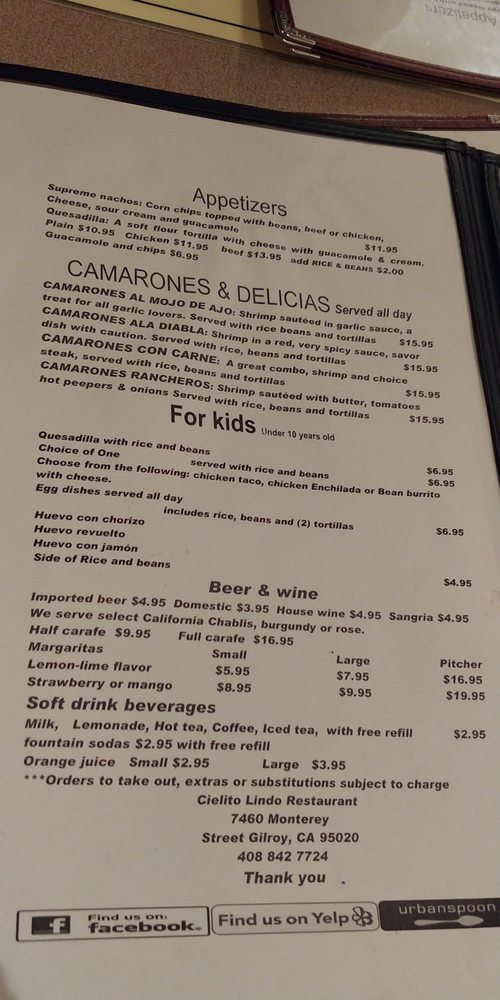 Appetizers
Appetizers
Supreme nachos: Corn chips topped with beans, beef or chicken,
Cheese, sour cream and guacamole $11.95
Quesadilla: A soft flour tortilla with cheese with guacamole & cream.
Plain $10.95 Chicken $11.95 beef $13.95 add RICE & BEANS $2.00
Guacamole and chips $6.95
CAMARONES & DELICIAS Served all day
CAMARONES AL MOJO DE AJO: Shrimp sautéed in garlic sauce, a
treat for all garlic lovers. Served with rice beans and tortillas $15.95
CAMARONES ALA DIABLA: Shrimp in a red, very spicy sauce, savor
dish with caution. Served with rice, beans and tortillas $15.95
CAMARONES CON CARNE: A great combo, shrimp and choice
steak, served with rice, beans and tortillas $15.95
CAMARONES RANCHEROS: Shrimp sautéed with butter, tomatoes
hot peepers & onions Served with rice, beans and tortillas $15.95
For kids Under 10 years old
Quesadilla with rice and beans $6.95
Choice of One served with rice and beans $6.95
Choose from the following: chicken taco, chicken Enchilada or Bean burrito
with cheese.
Egg dishes served all day
includes rice, beans and (2) tortillas $6.95
Huevo con chorizo
Huevo revuelto
Huevo con jamón
Side of Rice and beans $4.95
Beer & wine
Imported beer $4.95 Domestic $3.95 House wine $4.95 Sangria $4.95
We serve select California Chablis, burgundy or rose.
Half carafe $9.95 Full carafe $16.95
Margaritas Small Large Pitcher
Lemon-lime flavor $5.95 $7.95 $16.95
Strawberry or mango $8.95 $9.95 $19.95
Soft drink beverages
Milk, Lemonade, Hot tea, Coffee, Iced tea, with free refill $2.95
fountain sodas $2.95 with free refill
Orange juice Small $2.95 Large $3.95
***Orders to take out, extras or substitutions subject to charge
Cielito Lindo Restaurant
7460 Monterey
Street Gilroy, CA 95020
408 842 7724
Thank you
Find us on:
facebook
Find us on Yelp
urbanspoon